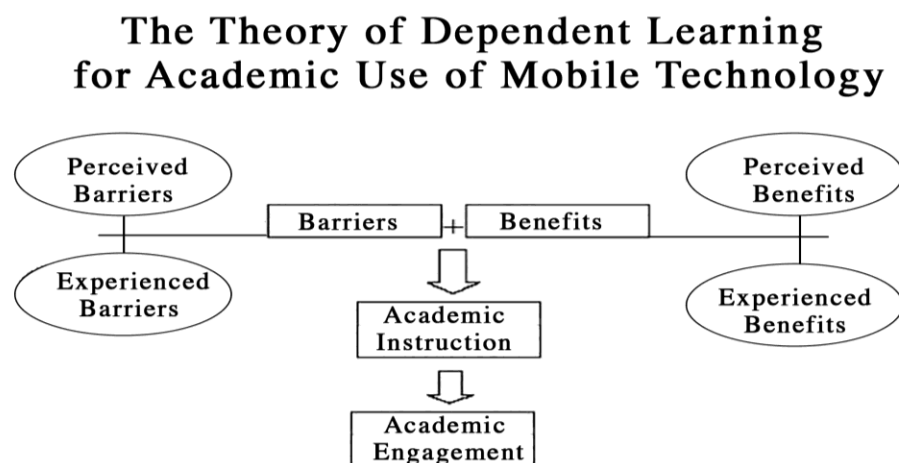 The Theory of Dependent Learning
for Academic Use of Mobile Technology
Perceived
Barriers
Perceived
Benefits
Barriers
+
Benefits
Experienced
Barriers
Experienced
Benefits
Academic
Instruction
Academic
Engagement